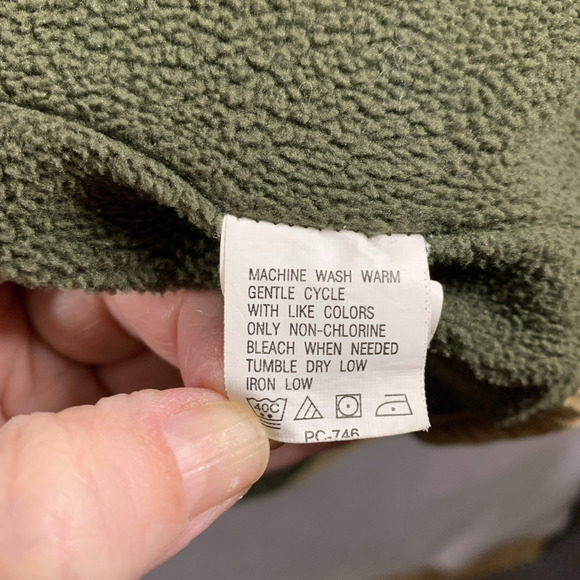 MACHINE WASH WARM
GENTLE CYCLE
WITH LIKE COLORS
ONLY NON-CHLORINE
BLEACH WHEN NEEDED
TUMBLE DRY LOW
IRON LOW
40C
PC-746